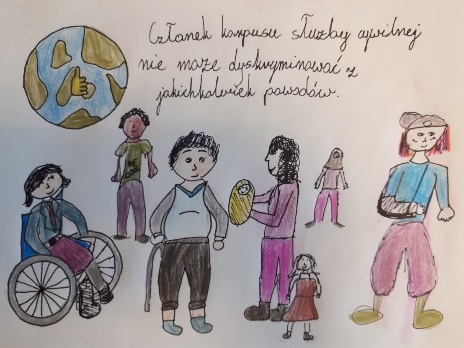 Członek korpusu służby cywilnej
nie może dyskryminować z
jakichkolwiek powodów.